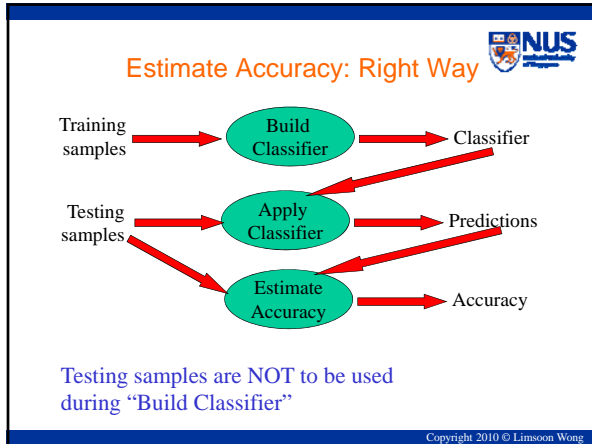 NUS
Estimate Accuracy: Right Way
Training
samples
Build
Classifier
Classifier
Testing
samples
Apply
Classifier
Predictions
Estimate
Accuracy
Accuracy
Testing samples are NOT to be used
during “Build Classifier”
Copyright 2010 © Limsoon Wong